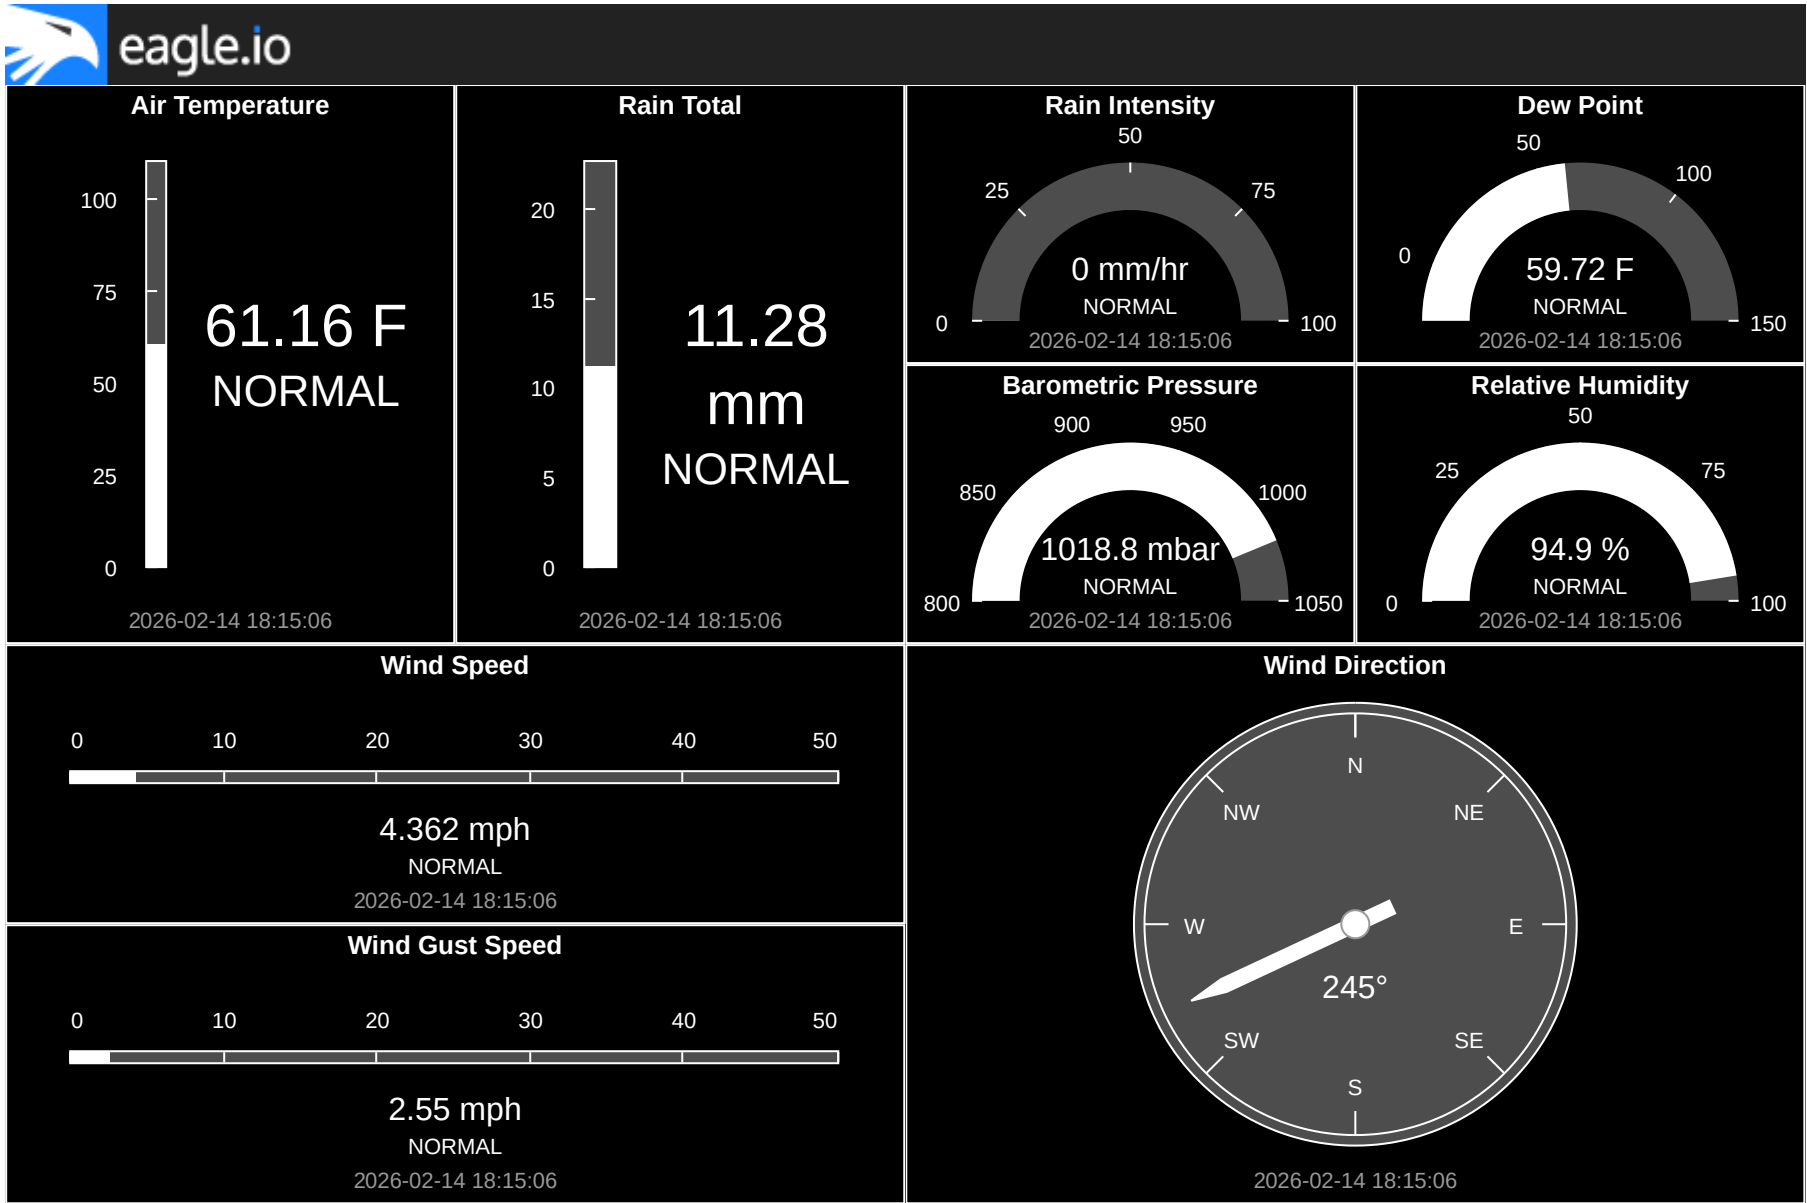 eagle.io
Air Temperature
100
75
50
25
0
61.16 F
NORMAL
2026-02-14 18:15:06
Rain Total
20
15
10
5
0
11.28
mm
NORMAL
2026-02-14 18:15:06
Rain Intensity
50
25
75
0
100
0 mm/hr
NORMAL
2026-02-14 18:15:06
Dew Point
50
100
0
150
59.72 F
NORMAL
2026-02-14 18:15:06
Barometric Pressure
900
950
850
1000
800
1050
1018.8 mbar
NORMAL
2026-02-14 18:15:06
Relative Humidity
50
25
75
0
100
94.9 %
NORMAL
2026-02-14 18:15:06
Wind Speed
0 10 20 30 40 50
4.362 mph
NORMAL
2026-02-14 18:15:06
Wind Gust Speed
0 10 20 30 40 50
2.55 mph
NORMAL
2026-02-14 18:15:06
Wind Direction
N
NW
NE
W
E
245°
SW
SE
S
2026-02-14 18:15:06